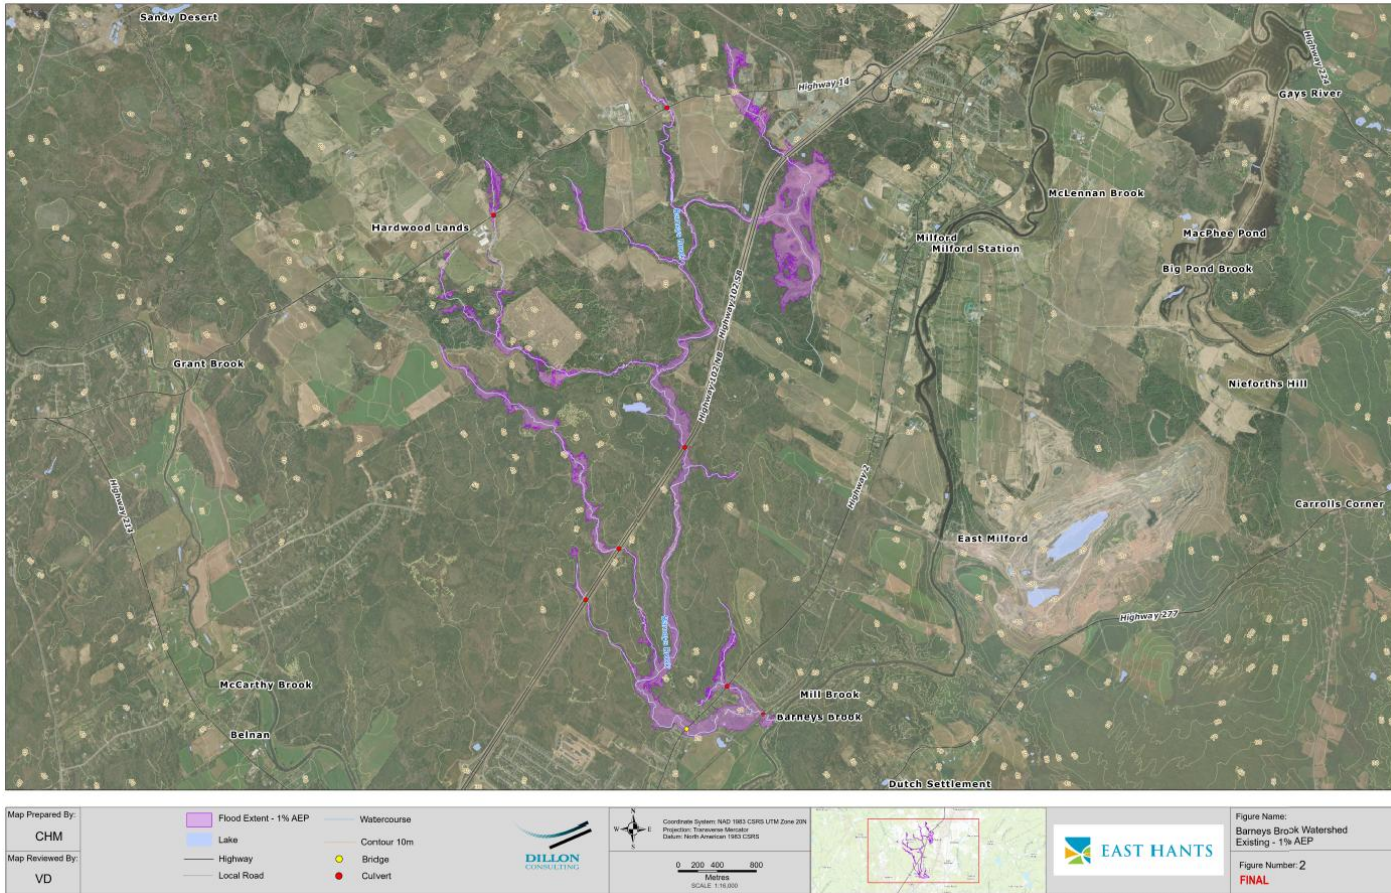 Sandy Desert
Highway 14
Highway 224
Gays River
McLennan Brook
Hardwood Lands
Milford
Milford Station
MacPhee Pond
Big Pond Brook
Barneys Brook
Highway 102 SB
Highway 102 NB
Grant Brook
Nieforths Hill
Highway 2
Highway 214
Carrolls Corner
East Milford
Highway 277
Barneys Brook
McCarthy Brook
Mill Brook
Barneys Brook
Belnan
Dutch Settlement
Map Prepared By:
CHM
Map Reviewed By:
VD
Flood Extent - 1% AEP
Lake
Highway
Local Road
Watercourse
Contour 10m
Bridge
Culvert
DILLON
CONSULTING
N
W E
S
Coordinate System: NAD 1983 CSRS UTM Zone 20N
Projection: Transverse Mercator
Datum: North American 1983 CSRS
0 200 400 800
Metres
SCALE 1:16,000
EAST HANTS
Figure Name:
Barneys Brook Watershed
Existing - 1% AEP
Figure Number: 2
FINAL